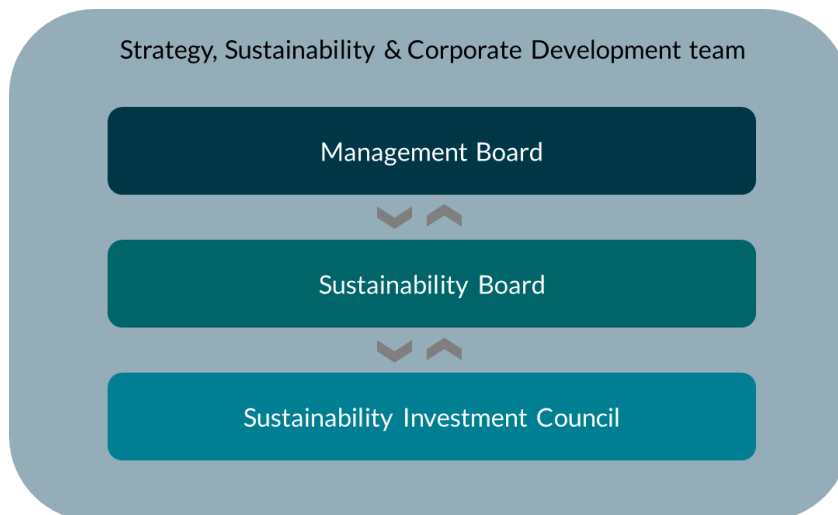 Strategy, Sustainability & Corporate Development team
Management Board
Sustainability Board
Sustainability Investment Council